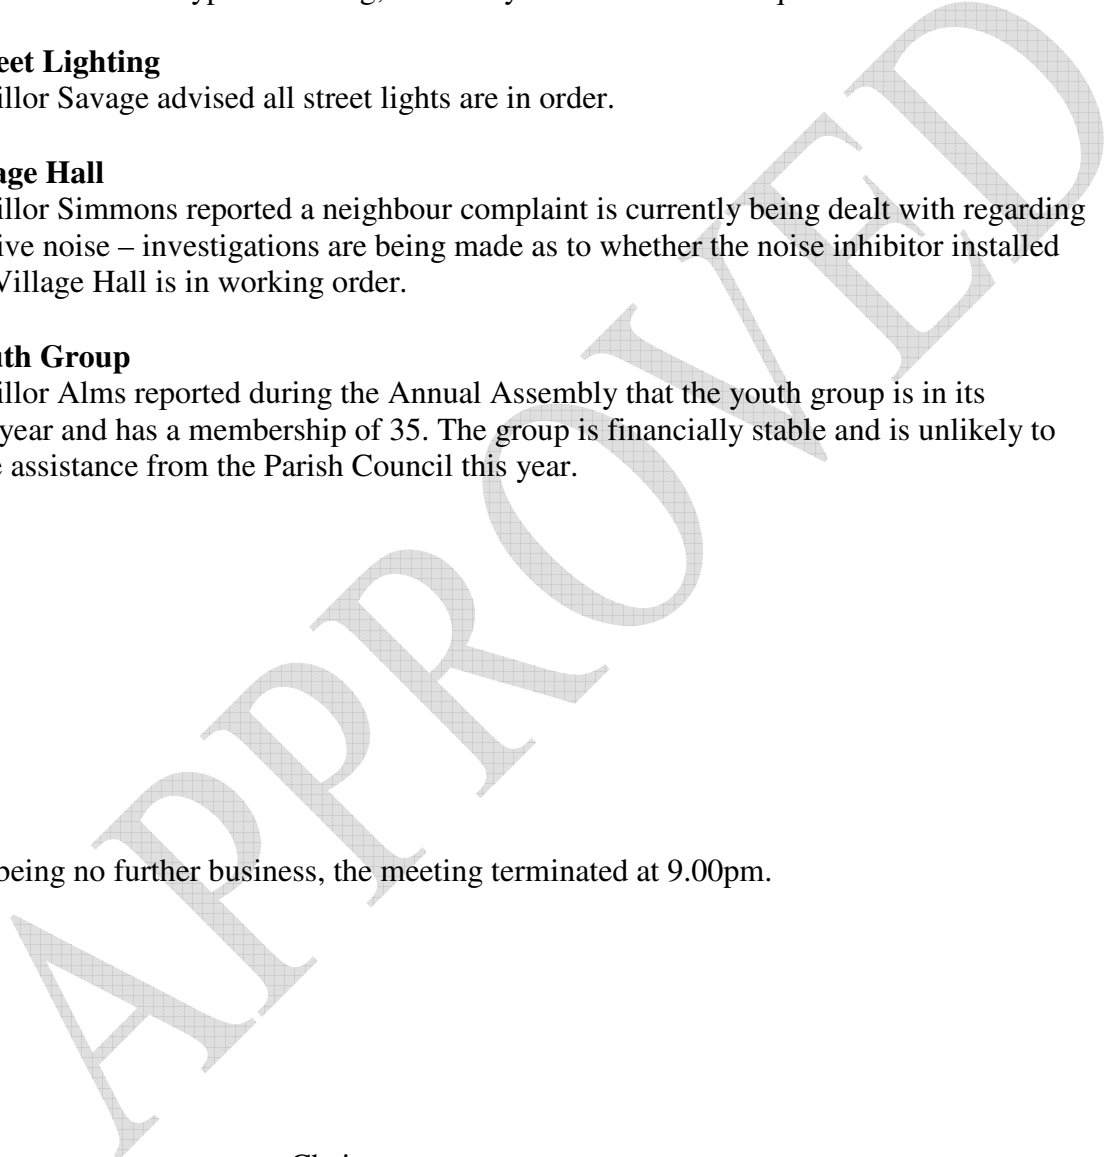 eet Lighting
illor Savage advised all street lights are in order.
age Hall
illor Simmons reported a neighbour complaint is currently being dealt with regarding
ive noise – investigations are being made as to whether the noise inhibitor installed
Village Hall is in working order.
uth Group
illor Alms reported during the Annual Assembly that the youth group is in its
year and has a membership of 35. The group is financially stable and is unlikely to
e assistance from the Parish Council this year.
APPROVED
being no further business, the meeting terminated at 9.00pm.